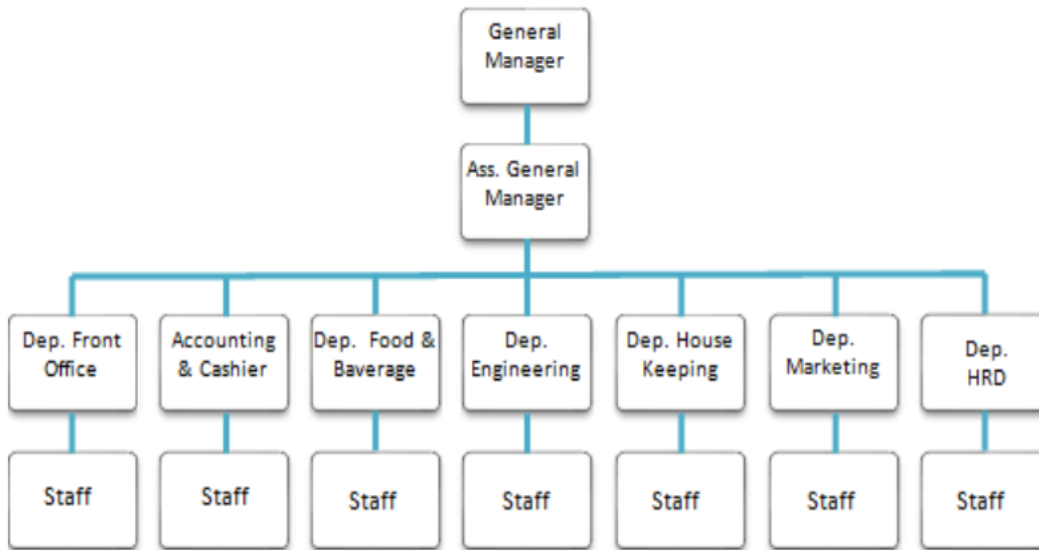 General
Manager
Ass. General
Manager
Dep. Front
Office
Accounting
& Cashier
Dep. Food &
Baverage
Dep.
Engineering
Dep. House
Keeping
Dep.
Marketing
Dep.
HRD
Staff
Staff
Staff
Staff
Staff
Staff
Staff